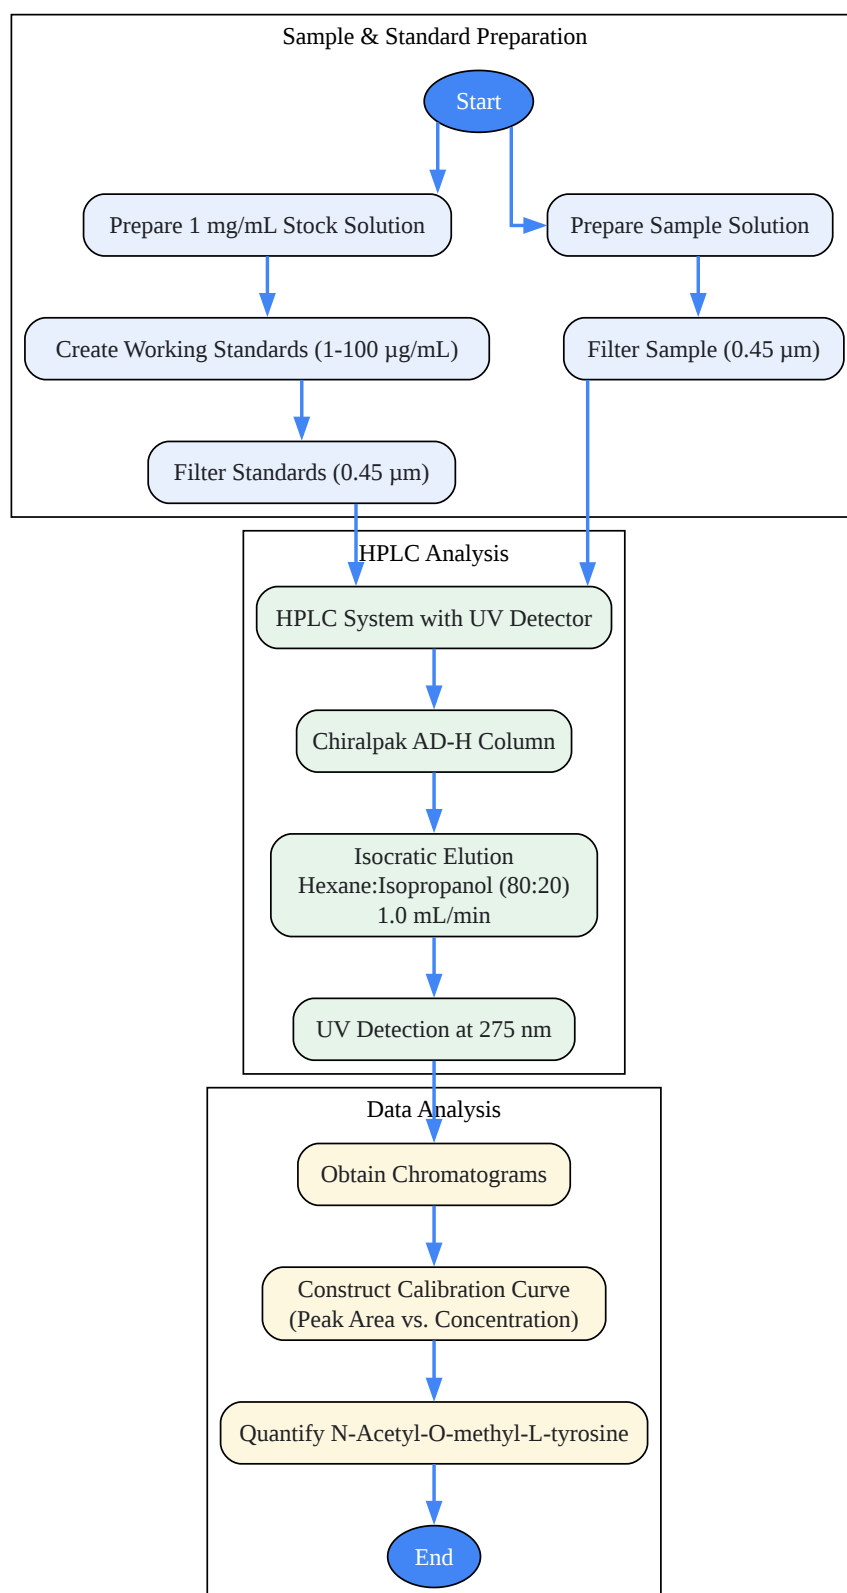 Sample & Standard Preparation
Start
Prepare 1 mg/mL Stock Solution
Prepare Sample Solution
Create Working Standards (1-100 µg/mL)
Filter Sample (0.45 µm)
Filter Standards (0.45 µm)
HPLC Analysis
HPLC System with UV Detector
Chiralpak AD-H Column
Isocratic Elution
Hexane:Isopropanol (80:20)
1.0 mL/min
UV Detection at 275 nm
Data Analysis
Obtain Chromatograms
Construct Calibration Curve
(Peak Area vs. Concentration)
Quantify N-Acetyl-O-methyl-L-tyrosine
End